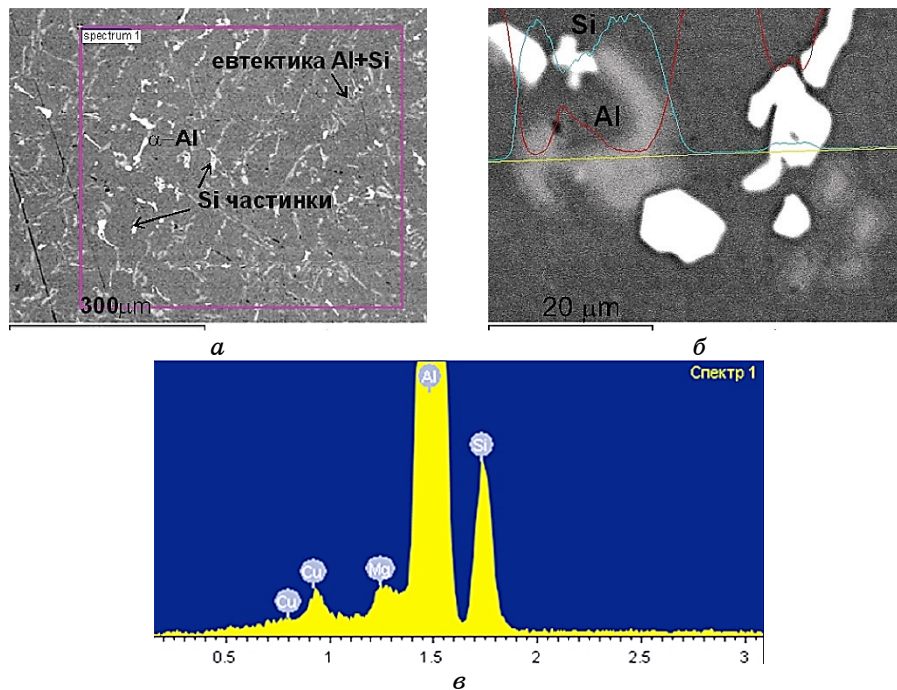 spectrum 1
евтектика Al+Si
α–Al
Si частинки
300μm
а
Si
Al
20 μm
б
Спектр 1
Al
Si
Cu
Cu
Mg
0.5 1 1.5 2 2.5 3
в